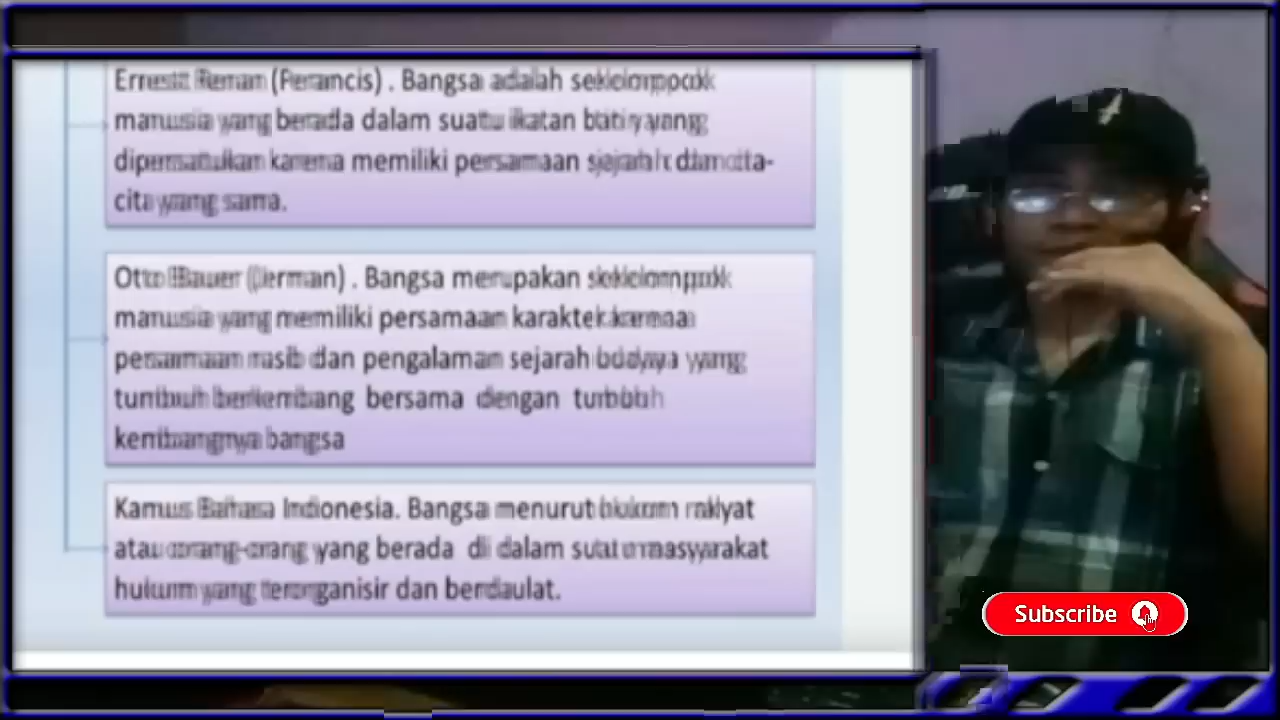 Ernest Renan (Perancis) . Bangsa adalah sekelompook
manusia yang berada dalam suatu ikatan batin yang
dipersatukan karena memiliki persamaan sejarah dan cita-
cita yang sama.
Otto Bauer (Jerman) . Bangsa merupakan sekelompok
manusia yang memiliki persamaan karakter karena
persamaan nasib dan pengalaman sejarah budaya yang
tumbuh berkembang bersama dengan tumbuh
kembangnya bangsa
Kamus Bahasa Indonesia. Bangsa menurut hukum rakyat
atau orang-orang yang berada di dalam suatu masyarakat
hukum yang terorganisir dan berdaulat.
Subscribe